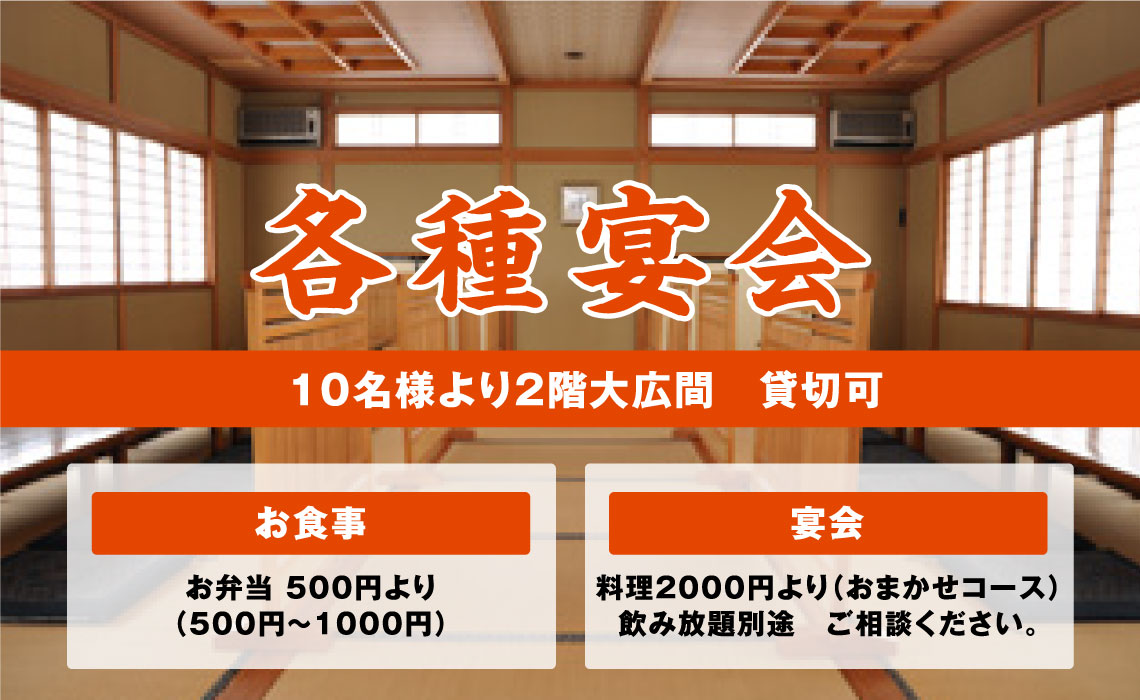 各種宴会
10名様より2階大広間　貸切可
お食事
お弁当 500円より
（500円～1000円）
宴会
料理2000円より（おまかせコース）
飲み放題別途　ご相談ください。